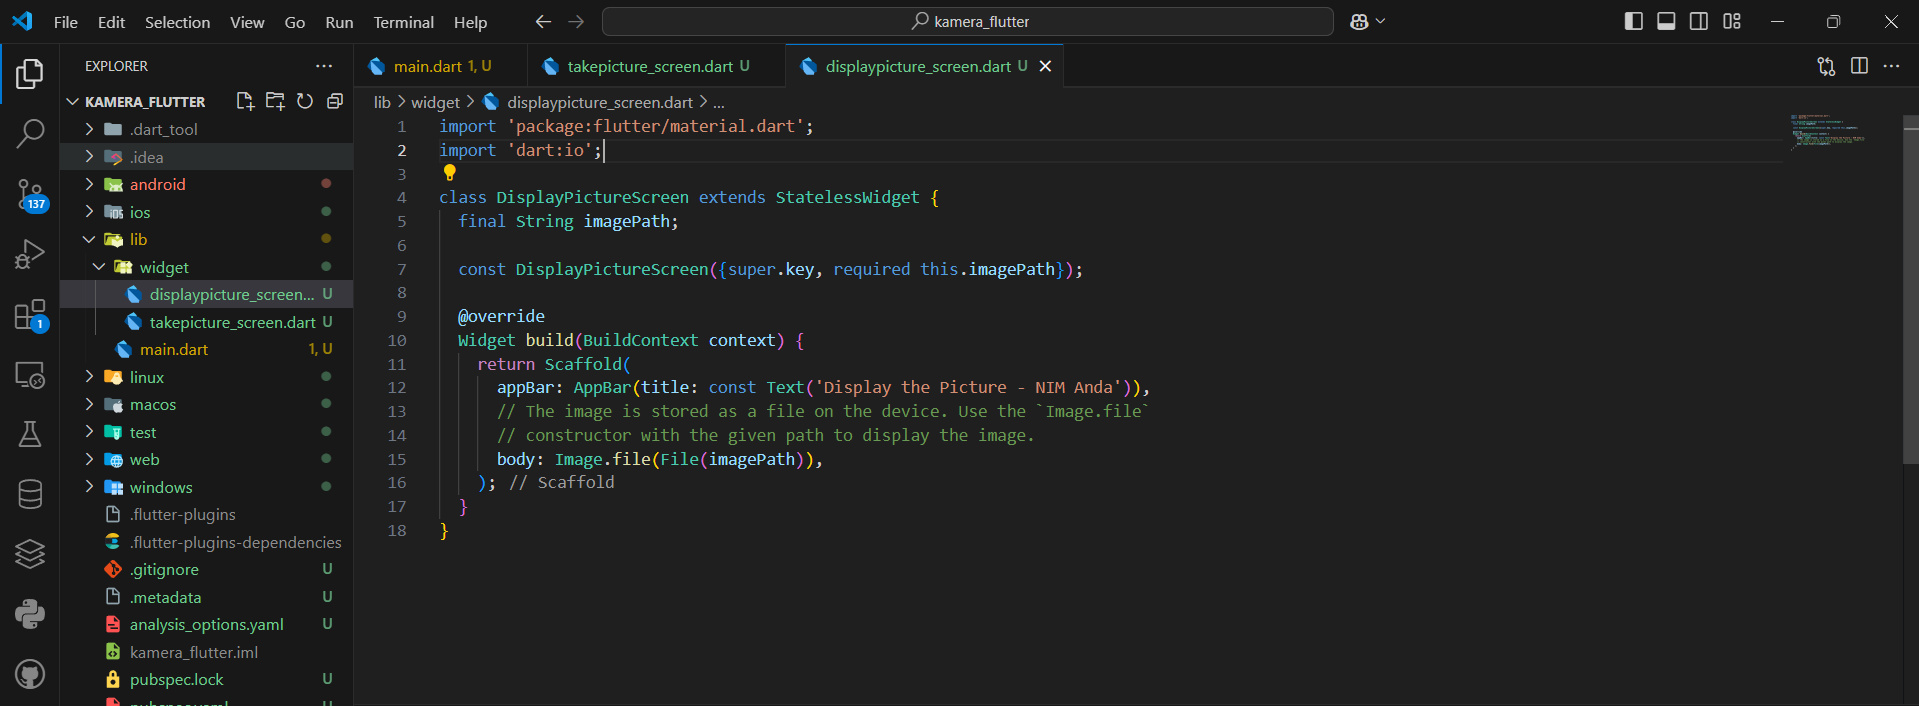 File Edit Selection View Go Run Terminal Help
kamera_flutter
EXPLORER
KAMERA_FLUTTER
.dart_tool
.idea
android
ios
lib
widget
displaypicture_screen... U
takepicture_screen.dart U
main.dart 1, U
linux
macos
test
web
windows
.flutter-plugins
.flutter-plugins-dependencies
.gitignore U
.metadata U
analysis_options.yaml U
kamera_flutter.iml
pubspec.lock U
137
1
main.dart 1, U
takepicture_screen.dart U
displaypicture_screen.dart U
lib > widget > displaypicture_screen.dart > ...
1 import 'package:flutter/material.dart';
2 import 'dart:io';
3
4 class DisplayPictureScreen extends StatelessWidget {
5 final String imagePath;
6
7 const DisplayPictureScreen({super.key, required this.imagePath});
8
9 @override
10 Widget build(BuildContext context) {
11 return Scaffold(
12 appBar: AppBar(title: const Text('Display the Picture - NIM Anda')),
13 // The image is stored as a file on the device. Use the `Image.file`
14 // constructor with the given path to display the image.
15 body: Image.file(File(imagePath)),
16 ); // Scaffold
17 }
18 }